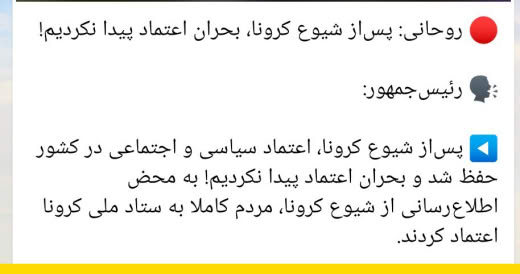 🔴 روحانی: پس‌از شیوع کرونا، بحران اعتماد پیدا نکردیم!
🗣 رئیس‌جمهور:
◀️ پس‌از شیوع کرونا، اعتماد سیاسی و اجتماعی در کشور
حفظ شد و بحران اعتماد پیدا نکردیم! به محض
اطلاع‌رسانی از شیوع کرونا، مردم کاملا به ستاد ملی کرونا
اعتماد کردند.